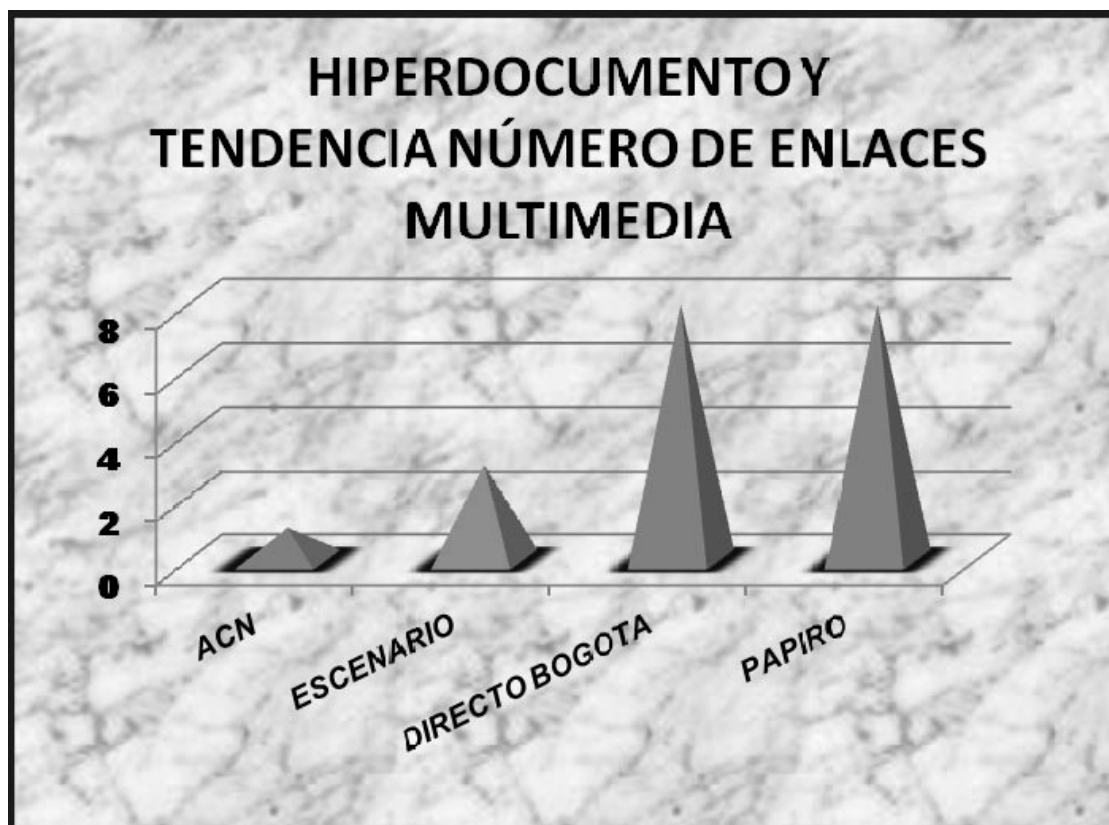 HIPERDOCUMENTO Y
TENDENCIA NÚMERO DE ENLACES
MULTIMEDIA
8
6
4
2
0
ACN
ESCENARIO
DIRECTO BOGOTA
PAPIRO